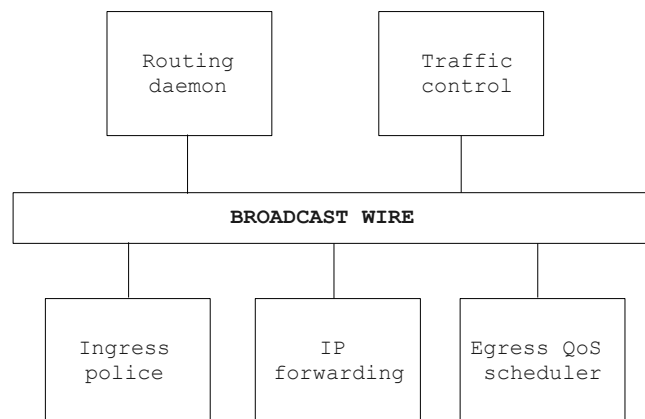 Routing
daemon
Traffic
control
BROADCAST WIRE
Ingress
police
IP
forwarding
Egress QoS
scheduler